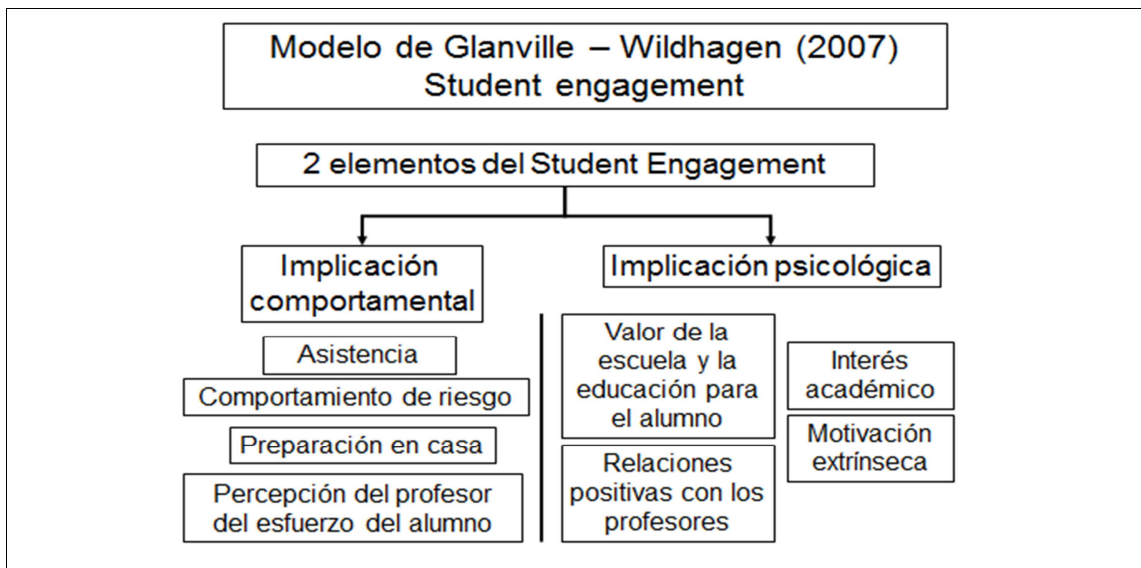 Modelo de Glanville – Wildhagen (2007)
Student engagement
2 elementos del Student Engagement
Implicación
comportamental
Asistencia
Comportamiento de riesgo
Preparación en casa
Percepción del profesor
del esfuerzo del alumno
Implicación psicológica
Valor de la
escuela y la
educación para
el alumno
Relaciones
positivas con los
profesores
Interés
académico
Motivación
extrínseca